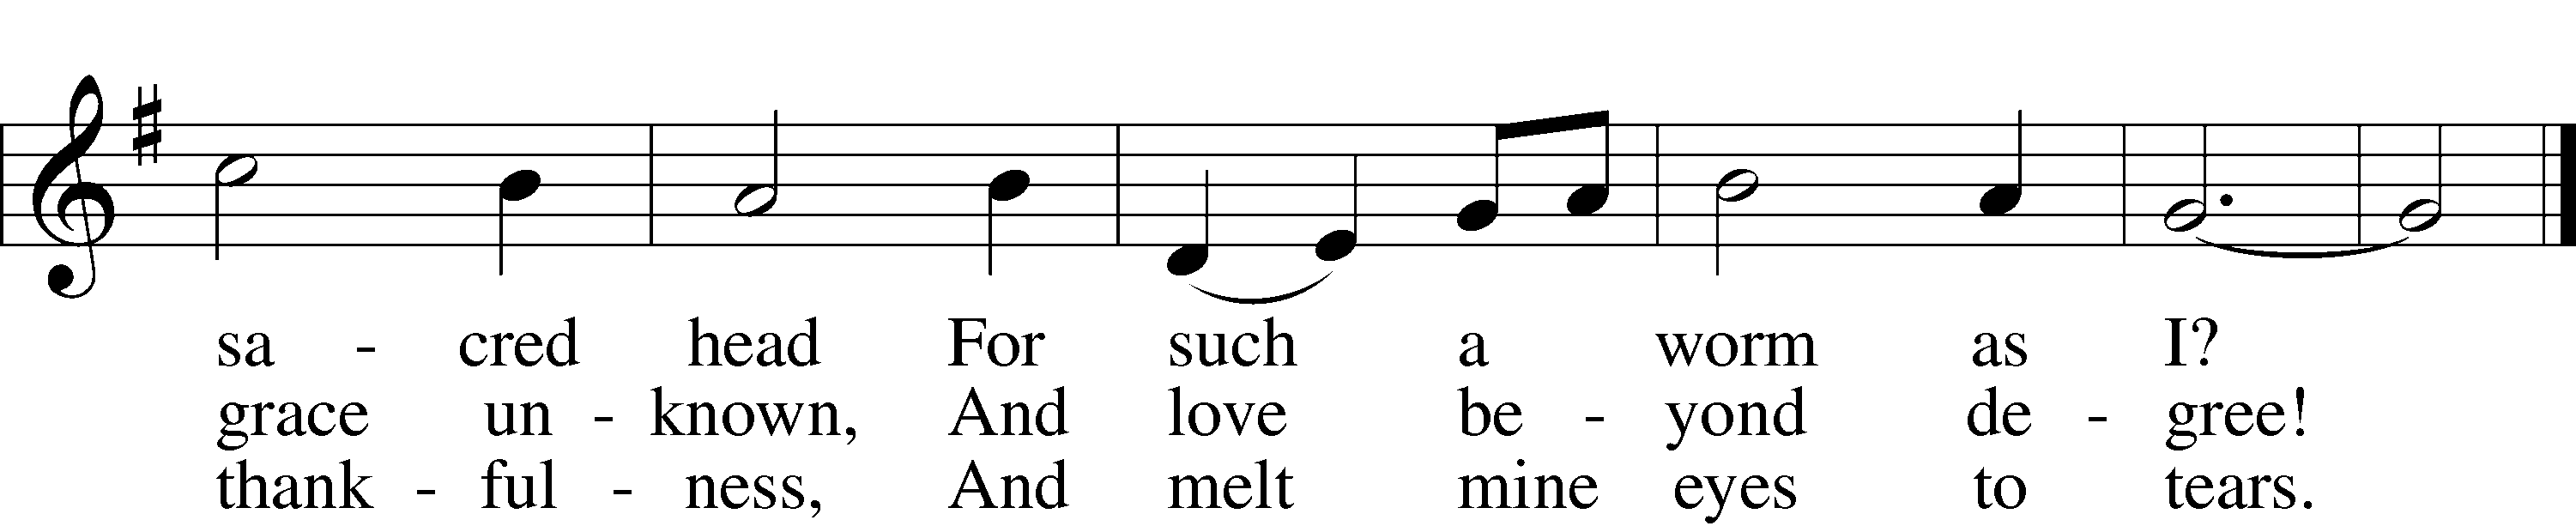 sa - cred head For such a worm as I?
grace un - known, And love be - yond de - gree!
thank - ful - ness, And melt mine eyes to tears.